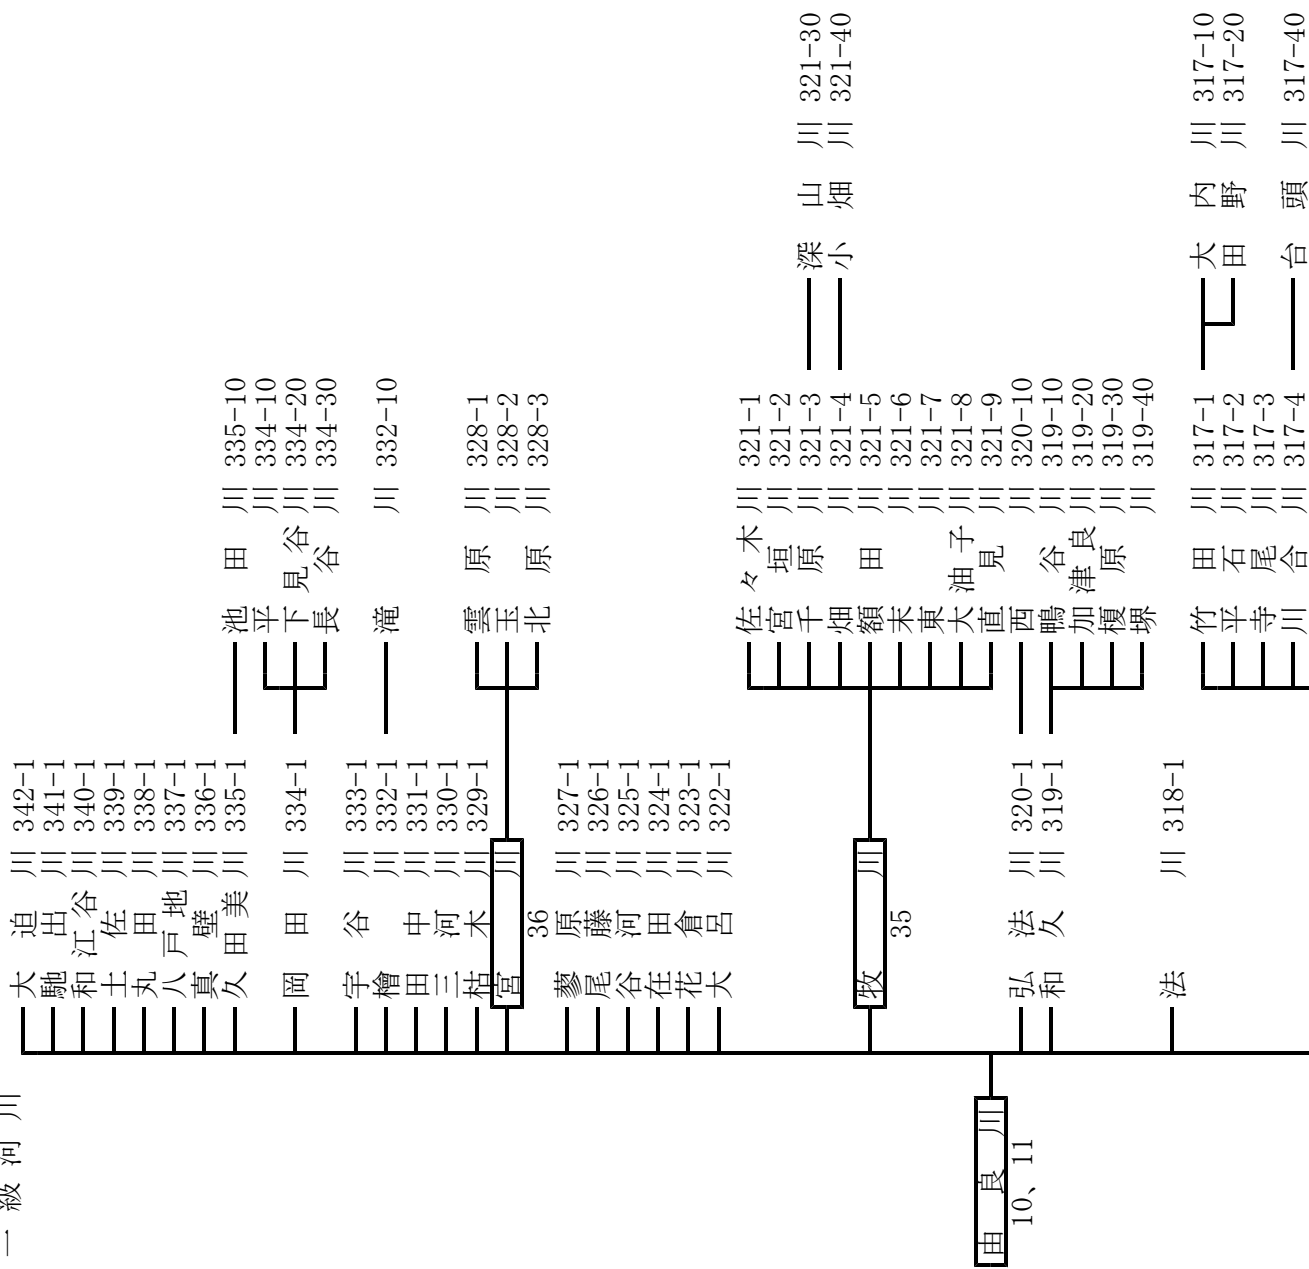 一級河川
由良川
10、11
大迫川 342-1
馳出川 341-1
和江谷川 340-1
土佐川 339-1
丸田川 338-1
八戸地川 337-1
真壁川 336-1
久田美川 335-1
池田川 335-10
岡田川 334-1
平川 334-10
下見谷川 334-20
長谷川 334-30
宇谷川 333-1
檜川 332-1
滝川 332-10
田中川 331-1
三河川 330-1
枯木川 329-1
宮川
36
雲原川 328-1
玉川 328-2
北原川 328-3
蓼原川 327-1
尾藤川 326-1
谷河川 325-1
在田川 324-1
花倉川 323-1
大呂川 322-1
牧川
35
佐々木川 321-1
宮垣川 321-2
千原川 321-3
深山川 321-30
畑川 321-4
小畑川 321-40
額田川 321-5
末川 321-6
東川 321-7
大油子川 321-8
直見川 321-9
弘法川 320-1
西川 320-10
和久川 319-1
鴨谷川 319-10
加津良川 319-20
榎原川 319-30
堺川 319-40
法川 318-1
竹田川 317-1
大内川 317-10
平石川 317-2
田野川 317-20
寺尾川 317-3
川合川 317-4
台頭川 317-40